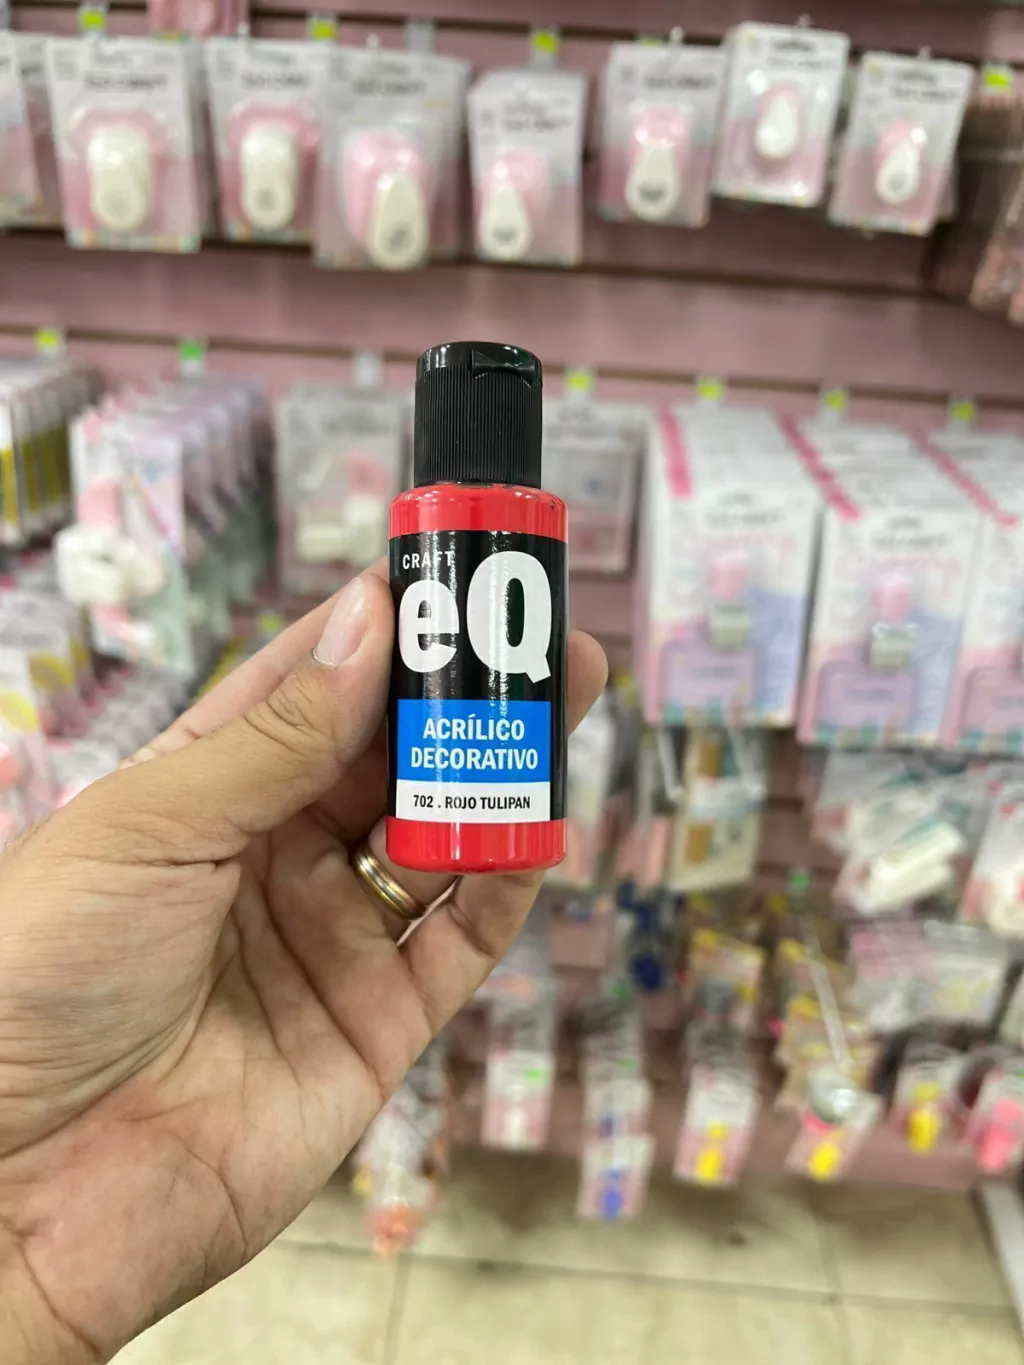 CRAFT
eQ
ACRÍLICO
DECORATIVO
702 . ROJO TULIPAN